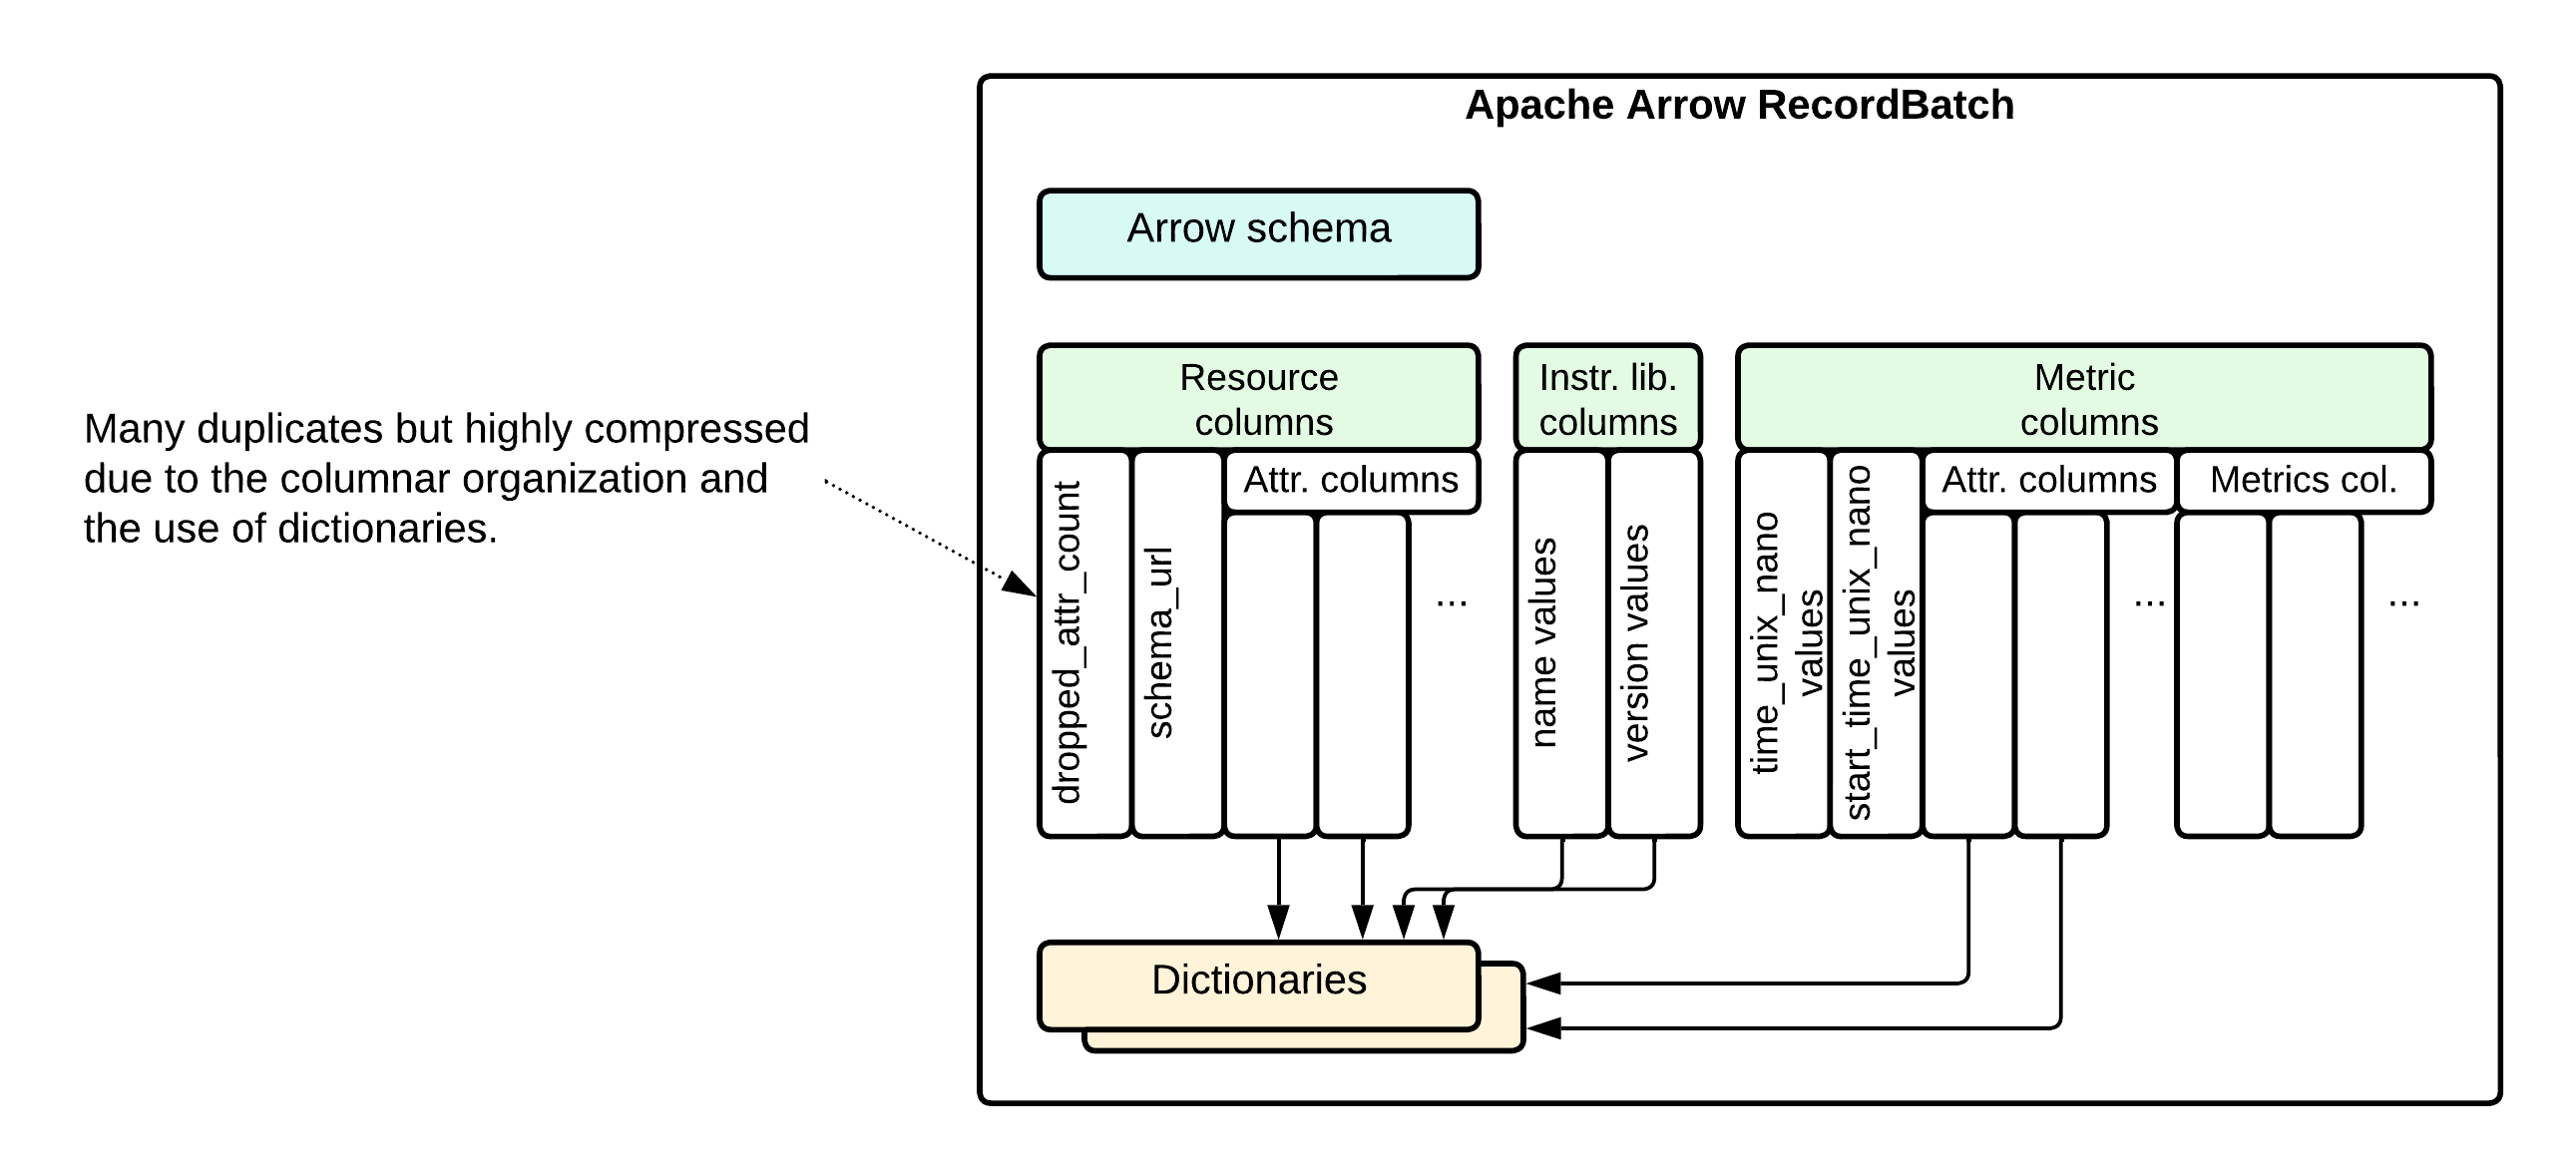 Apache Arrow RecordBatch
Arrow schema
Many duplicates but highly compressed
due to the columnar organization and
the use of dictionaries.
Resource
columns
dropped_attr_count
schema_url
Attr. columns
...
Instr. lib.
columns
name values
version values
Metric
columns
time_unix_nano
values
start_time_unix_nano
values
Attr. columns
...
Metrics col.
...
Dictionaries